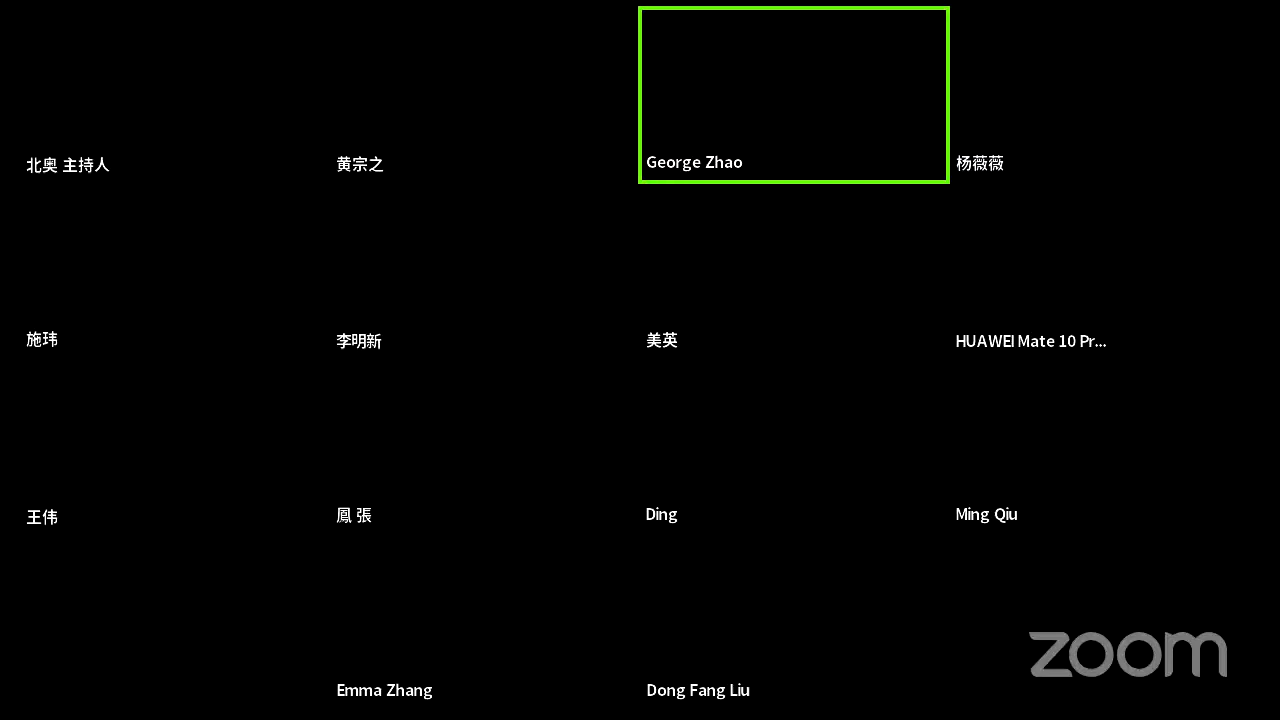 北奥 主持人
黄宗之
George Zhao
杨薇薇
施玮
李明新
美英
HUAWEI Mate 10 Pr...
王伟
鳳 張
Ding
Ming Qiu
Emma Zhang
Dong Fang Liu
zoom